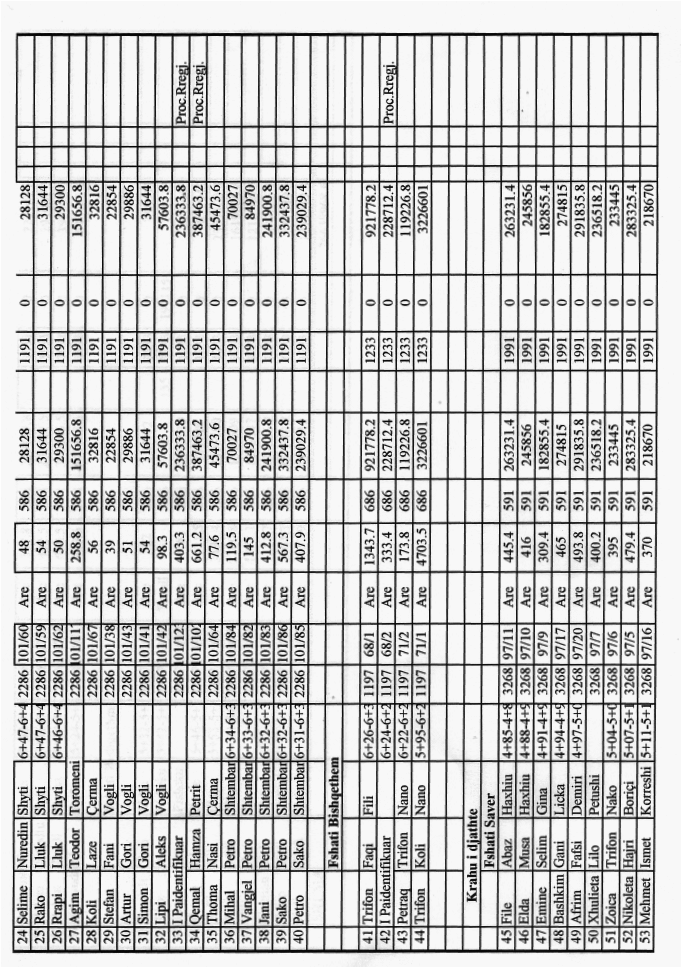 24 Selime Niuredin Shyti 6+47-6+4 2286 101/60 Are 48 586 28128 1191 0 28128
25 Rako Lluk Shyti 6+47-6+4 2286 101/59 Are 54 586 31644 1191 0 31644
26 Rrapi Lluk Shyti 6+46-6+4 2286 101/62 Are 50 586 29300 1191 0 29300
27 Agim Teodor Toromeni 2286 101/117 Are 258.8 586 151656.8 1191 0 151656.8
28 Koli Laze Çerma 2286 101/67 Are 56 586 32816 1191 0 32816
29 Stefan Fani Vogli 2286 101/38 Are 39 586 22854 1191 0 22854
30 Artur Gori Vogli 2286 101/43 Are 51 586 29886 1191 0 29886
31 Simon Gori Vogli 2286 101/41 Are 54 586 31644 1191 0 31644
32 Lipi Aleks Vogli 2286 101/42 Are 98.3 586 57603.8 1191 0 57603.8
33 I Paidentifikuar 2286 101/12 Are 403.3 586 236333.8 1191 0 236333.8 Proc.Rregj.
34 Qemal Hamza Petrit 2286 101/10 Are 661.2 586 387463.2 1191 0 387463.2 Proc.Rregj.
35 Thoma Nasi Çerma 2286 101/64 Are 77.6 586 45473.6 1191 0 45473.6
36 Mihal Petro Shtembar 6+34-6+3 2286 101/84 Are 119.5 586 70027 1191 0 70027
37 Vangjel Petro Shtembar 6+33-6+3 2286 101/82 Are 145 586 84970 1191 0 84970
38 Jani Petro Shtembar 6+32-6+3 2286 101/83 Are 412.8 586 241900.8 1191 0 241900.8
39 Sako Petro Shtembar 6+32-6+3 2286 101/86 Are 567.3 586 332437.8 1191 0 332437.8
40 Petro Sako Shtembar 6+31-6+3 2286 101/85 Are 407.9 586 239029.4 1191 0 239029.4
Fshati Bishqethem
41 Trifon Faqi Fili 6+26-6+3 1197 68/1 Are 1343.7 686 921778.2 1233 0 921778.2
42 I Paidentifikuar 6+24-6+2 1197 68/2 Are 333.4 686 228712.4 1233 0 228712.4 Proc.Rregj.
43 Petraq Trifon Nano 6+22-6+2 1197 71/2 Are 173.8 686 119226.8 1233 0 119226.8
44 Trifon Koli Nano 5+95-6+2 1197 71/1 Are 4703.5 686 3226601 1233 0 3226601
Krahu i djathte
Fshati Saver
45 File Abaz Haxhiu 4+85-4+8 3268 97/11 Are 445.4 591 263231.4 1991 0 263231.4
46 Elda Musa Haxhiu 4+88-4+9 3268 97/10 Are 416 591 245856 1991 0 245856
47 Emine Selim Gina 4+91-4+9 3268 97/9 Are 309.4 591 182855.4 1991 0 182855.4
48 Bashkim Gani Licka 4+94-4+9 3268 97/17 Are 465 591 274815 1991 0 274815
49 Afrim Fafsi Demiri 4+97-5+0 3268 97/20 Are 493.8 591 291835.8 1991 0 291835.8
50 Xhulieta Lilo Petushi 3268 97/7 Are 400.2 591 236518.2 1991 0 236518.2
51 Zoica Trifon Nako 5+04-5+0 3268 97/6 Are 395 591 233445 1991 0 233445
52 Nikoleta Hajri Boriçi 5+07-5+1 3268 97/5 Are 479.4 591 283325.4 1991 0 283325.4
53 Mehmet Ismet Korreshi 5+11-5+1 3268 97/16 Are 370 591 218670 1991 0 218670